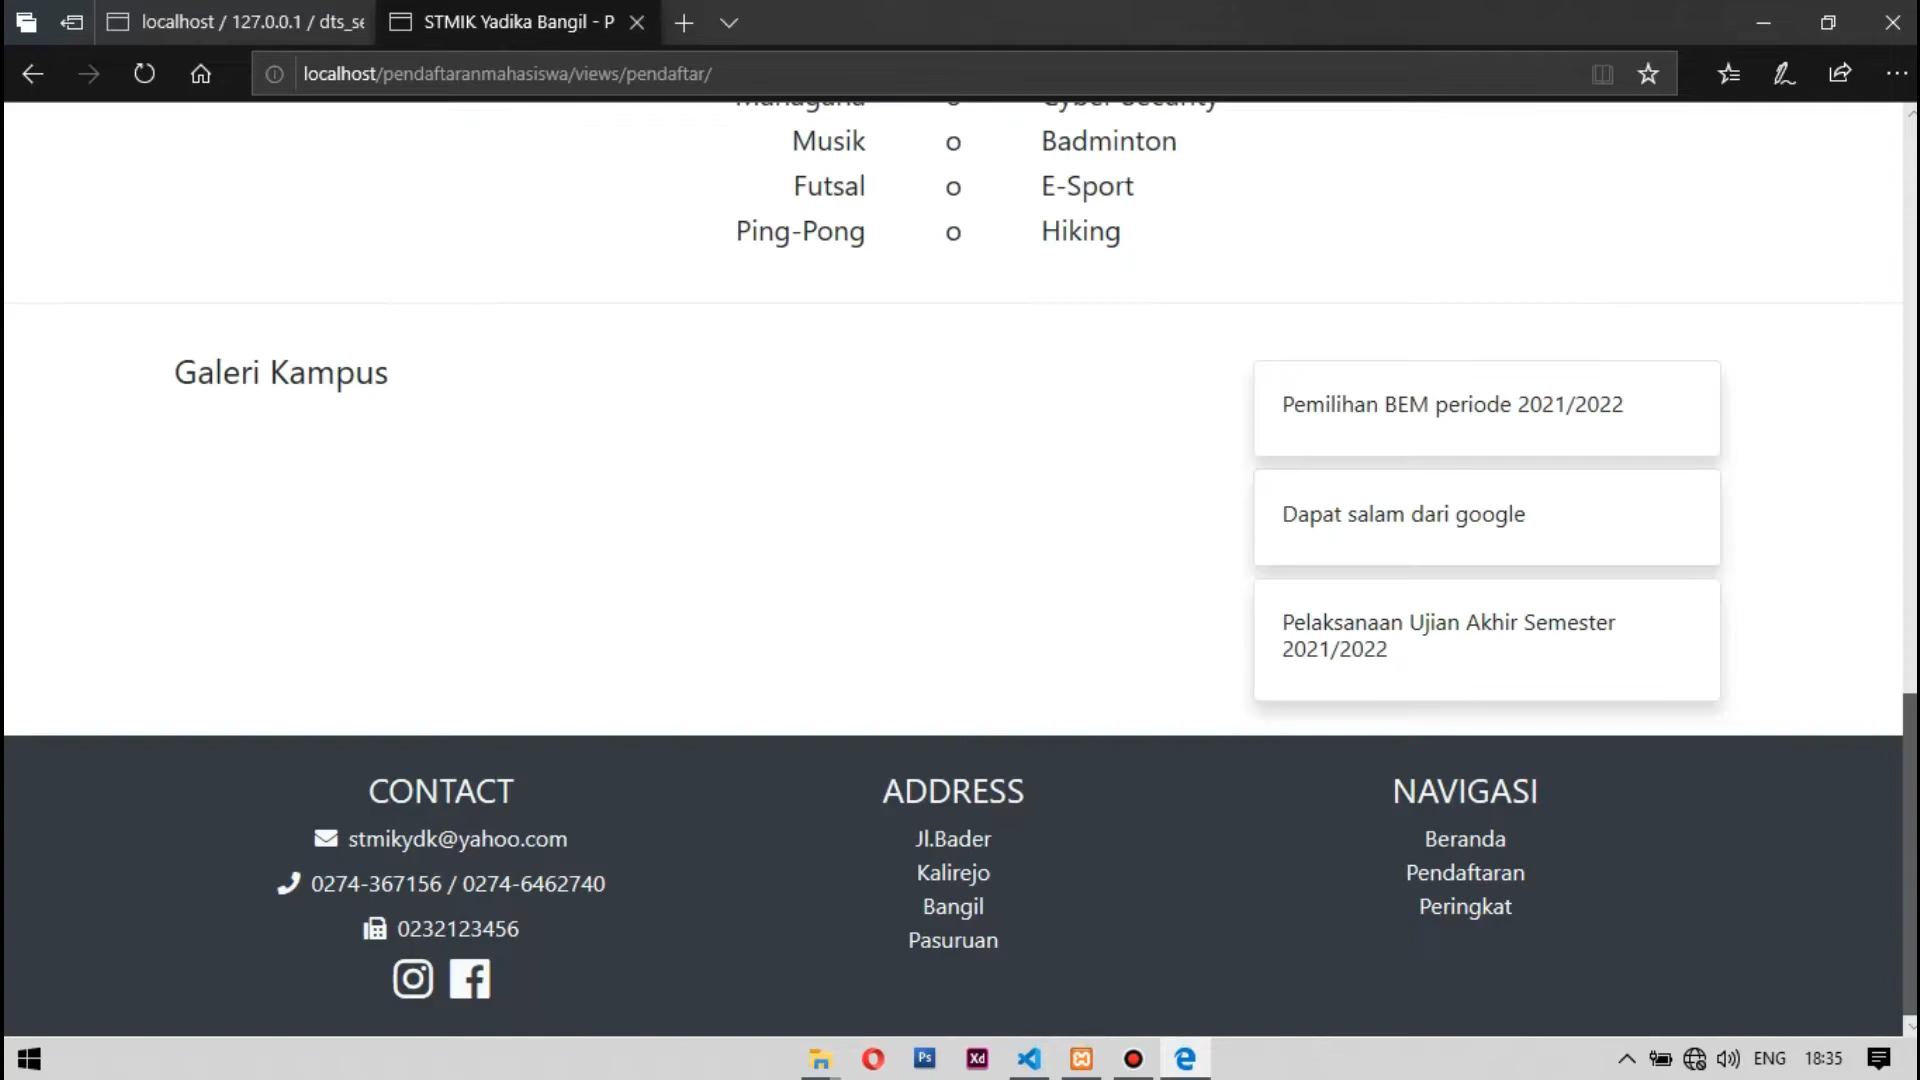 localhost / 127.0.0.1 / dts_se
STMIK Yadika Bangil - P
localhost/pendaftaranmahasiswa/views/pendaftar/
Musik o Badminton
Futsal o E-Sport
Ping-Pong o Hiking
Galeri Kampus
Pemilihan BEM periode 2021/2022
Dapat salam dari google
Pelaksanaan Ujian Akhir Semester
2021/2022
CONTACT
stmikydk@yahoo.com
0274-367156 / 0274-6462740
0232123456
ADDRESS
Jl.Bader
Kalirejo
Bangil
Pasuruan
NAVIGASI
Beranda
Pendaftaran
Peringkat
Ps
Xd
ENG
18:35